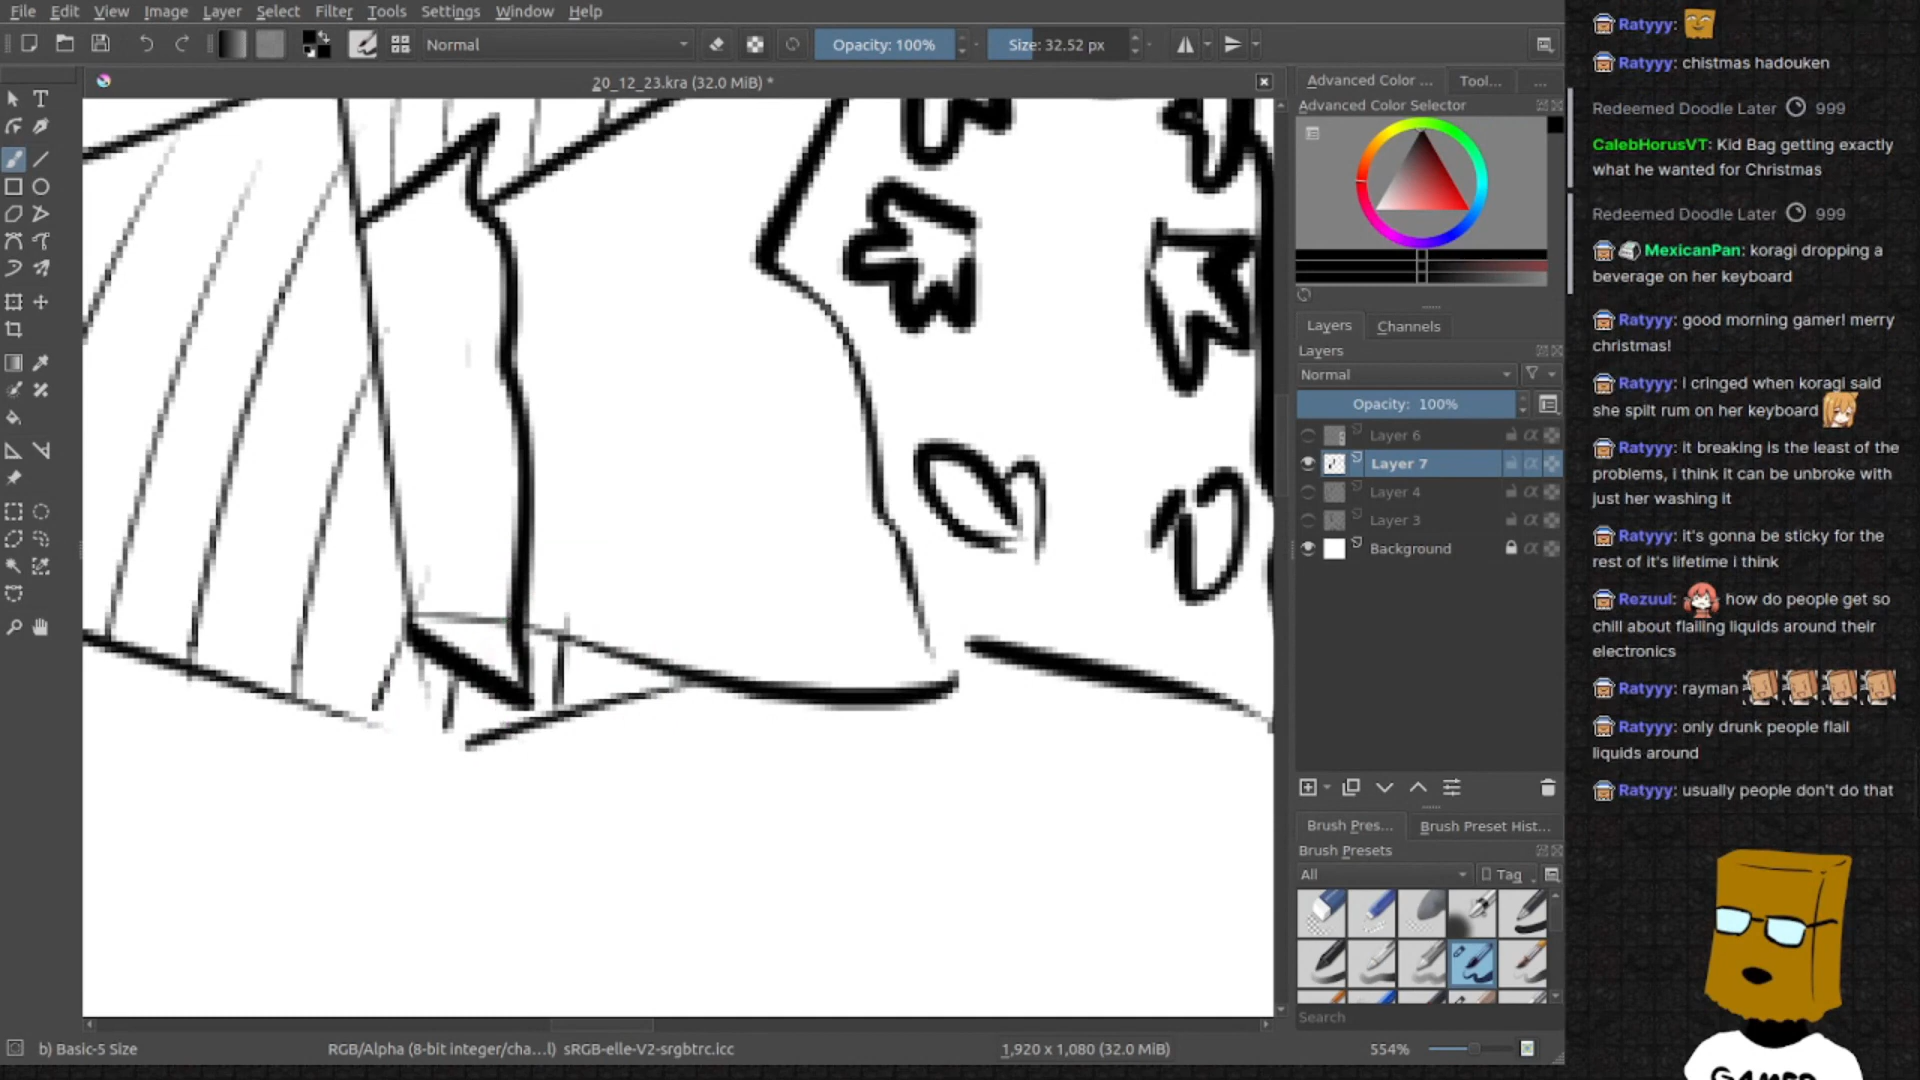 File Edit View Image Layer Select Filter Tools Settings Window Help
Normal
Opacity: 100%
Size: 32.52 px
20_12_23.kra (32.0 MiB) *
Advanced Color ...
Tool...
...
Advanced Color Selector
Layers
Channels
Layers
Normal
Opacity: 100%
Layer 6
Layer 7
Layer 4
Layer 3
Background
Brush Pres...
Brush Preset Hist...
Brush Presets
All
Tag
Search
b) Basic-5 Size
RGB/Alpha (8-bit integer/cha...l) sRGB-elle-V2-srgbtrc.icc
1,920 x 1,080 (32.0 MiB)
554%
Ratyyy:
Ratyyy: chistmas hadouken
Redeemed Doodle Later 999
CalebHorusVT: Kid Bag getting exactly
what he wanted for Christmas
Redeemed Doodle Later 999
MexicanPan: koragi dropping a
beverage on her keyboard
Ratyyy: good morning gamer! merry
christmas!
Ratyyy: i cringed when koragi said
she spilt rum on her keyboard
Ratyyy: it breaking is the least of the
problems, i think it can be unbroke with
just her washing it
Ratyyy: it's gonna be sticky for the
rest of it's lifetime i think
Rezuul: how do people get so
chill about flailing liquids around their
electronics
Ratyyy: rayman
Ratyyy: only drunk people flail
liquids around
Ratyyy: usually people don't do that
GAMER